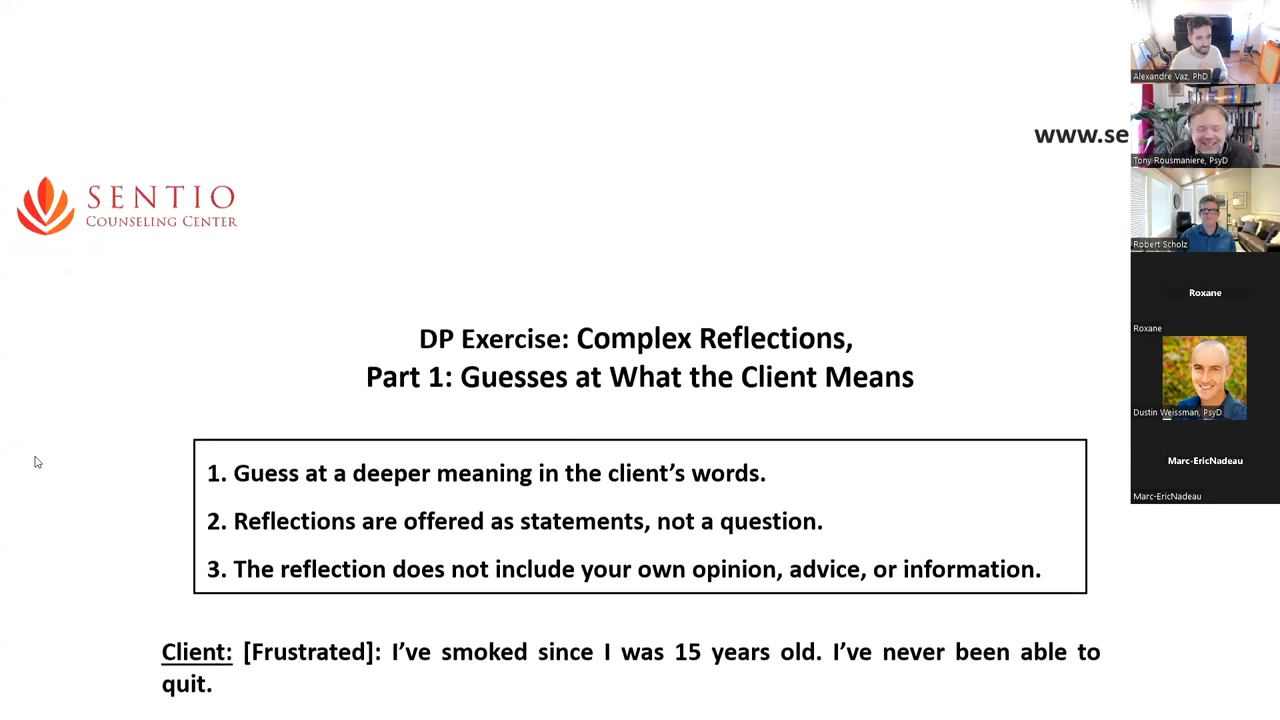 www.se
SENTIO
COUNSELING CENTER
DP Exercise: Complex Reflections,
Part 1: Guesses at What the Client Means
1. Guess at a deeper meaning in the client’s words.
2. Reflections are offered as statements, not a question.
3. The reflection does not include your own opinion, advice, or information.
Client: [Frustrated]: I’ve smoked since I was 15 years old. I’ve never been able to
quit.
Alexandre Vaz, PhD
Tony Rousmaniere, PsyD
Robert Scholz
Roxane
Roxane
Dustin Weissman, PsyD
Marc-EricNadeau
Marc-EricNadeau